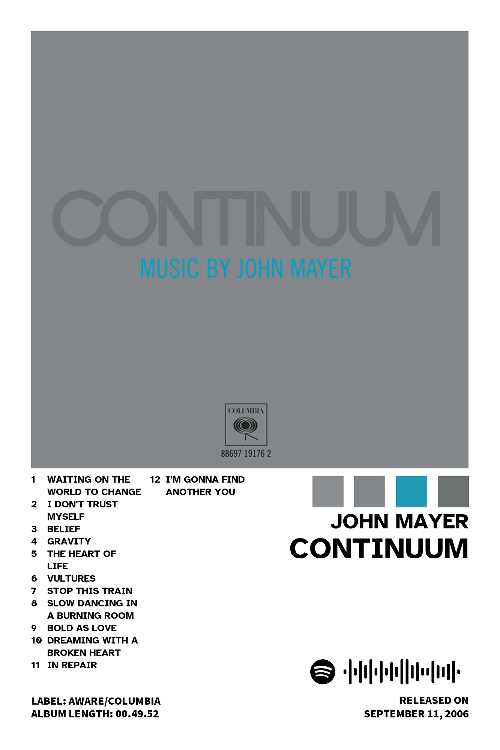 CONTINUUM
MUSIC BY JOHN MAYER
COLUMBIA
88697 19176 2
1 WAITING ON THE
WORLD TO CHANGE
2 I DON'T TRUST
MYSELF
3 BELIEF
4 GRAVITY
5 THE HEART OF
LIFE
6 VULTURES
7 STOP THIS TRAIN
8 SLOW DANCING IN
A BURNING ROOM
9 BOLD AS LOVE
10 DREAMING WITH A
BROKEN HEART
11 IN REPAIR
12 I'M GONNA FIND
ANOTHER YOU
JOHN MAYER
CONTINUUM
LABEL: AWARE/COLUMBIA
ALBUM LENGTH: 00.49.52
RELEASED ON
SEPTEMBER 11, 2006